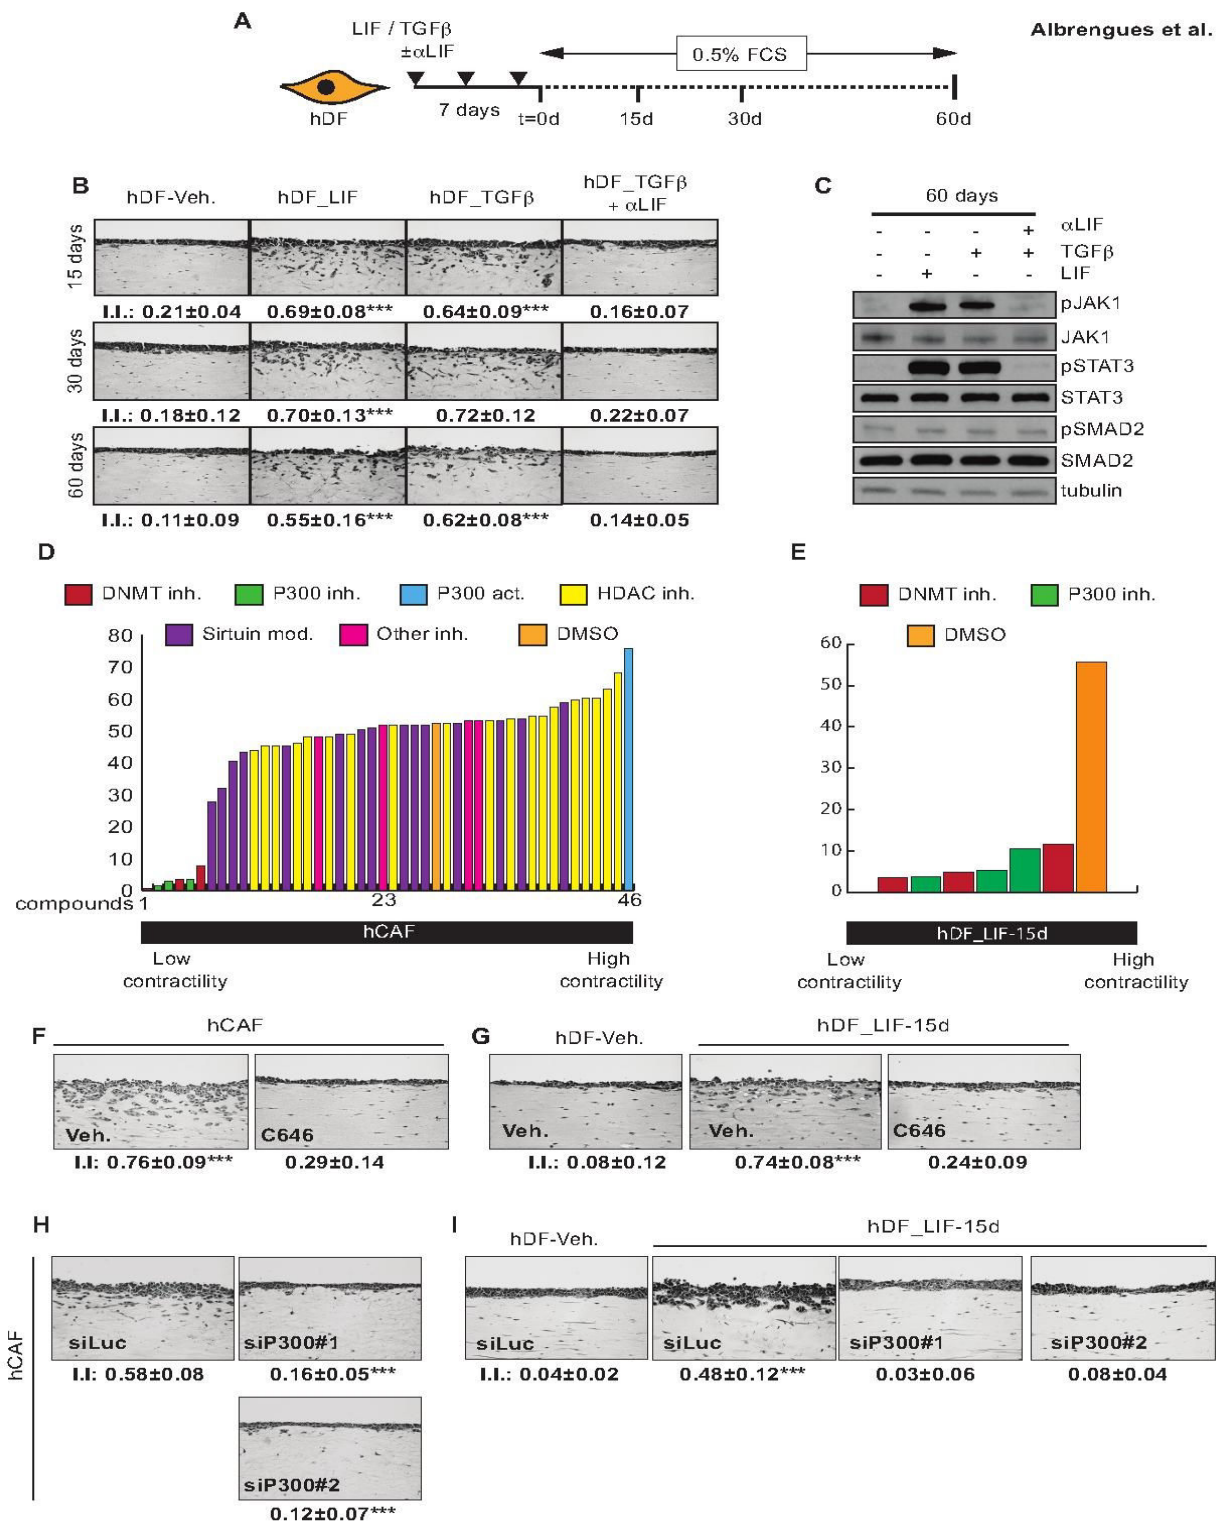 A
LIF / TGFβ
±αLIF
Albrengues et al.
0.5% FCS
hDF
7 days
t=0d
15d
30d
60d
B
hDF-Veh.
hDF_LIF
hDF_TGFβ
hDF_TGFβ
+ αLIF
15 days
I.I.: 0.21±0.04 0.69±0.08*** 0.64±0.09*** 0.16±0.07
30 days
I.I.: 0.18±0.12 0.70±0.13*** 0.72±0.12 0.22±0.07
60 days
I.I.: 0.11±0.09 0.55±0.16*** 0.62±0.08*** 0.14±0.05
C
60 days
- - - + αLIF
- - + + TGFβ
- + LIF
pJAK1
JAK1
pSTAT3
STAT3
pSMAD2
SMAD2
tubulin
D
DNMT inh. P300 inh. P300 act. HDAC inh.
Sirtuin mod. Other inh. DMSO
80
70
60
50
40
30
20
10
0
compounds 1 23 46
hCAF
Low
contractility
High
contractility
E
DNMT inh. P300 inh.
DMSO
60
50
40
30
20
10
0
hDF_LIF-15d
Low
contractility
High
contractility
F
hCAF
Veh. C646
I.I: 0.76±0.09*** 0.29±0.14
G
hDF-Veh.
hDF_LIF-15d
Veh. Veh. C646
I.I.: 0.08±0.12 0.74±0.08*** 0.24±0.09
H
hCAF
siLuc siP300#1
I.I: 0.58±0.08 0.16±0.05***
siP300#2
0.12±0.07***
I
hDF-Veh.
hDF_LIF-15d
siLuc siLuc siP300#1 siP300#2
I.I.: 0.04±0.02 0.48±0.12*** 0.03±0.06 0.08±0.04